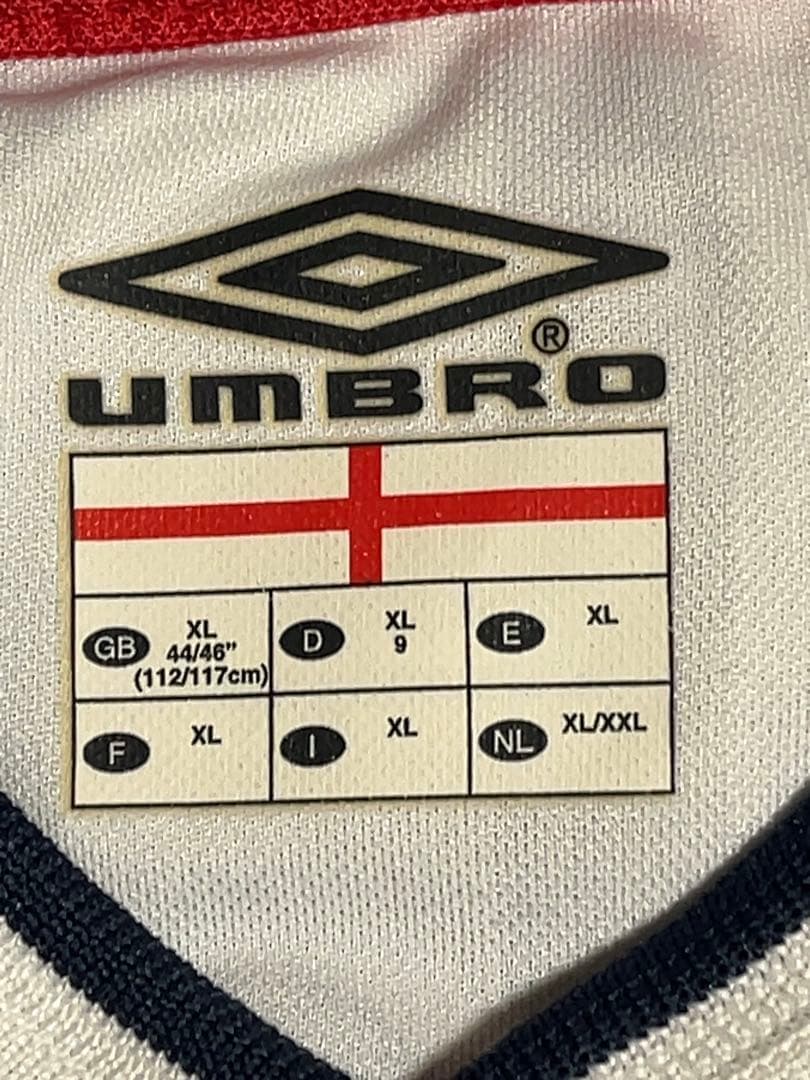 ®
UMBRO
GB XL
44/46"
(112/117cm)
D XL
9
E XL
F XL
I XL
NL XL/XXL